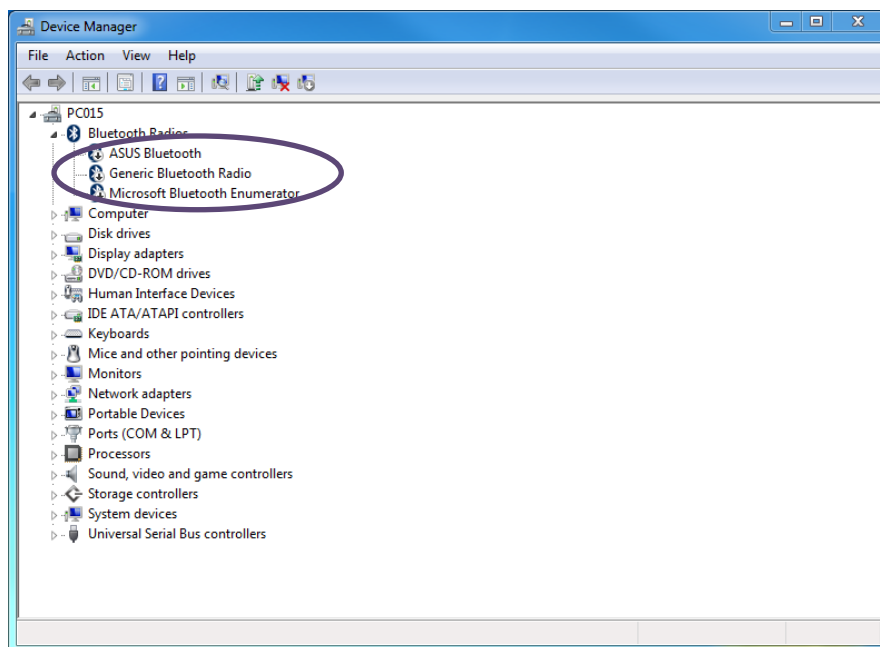 Device Manager
File Action View Help
PC015
Bluetooth Radios
ASUS Bluetooth
Generic Bluetooth Radio
Microsoft Bluetooth Enumerator
Computer
Disk drives
Display adapters
DVD/CD-ROM drives
Human Interface Devices
IDE ATA/ATAPI controllers
Keyboards
Mice and other pointing devices
Monitors
Network adapters
Portable Devices
Ports (COM & LPT)
Processors
Sound, video and game controllers
Storage controllers
System devices
Universal Serial Bus controllers